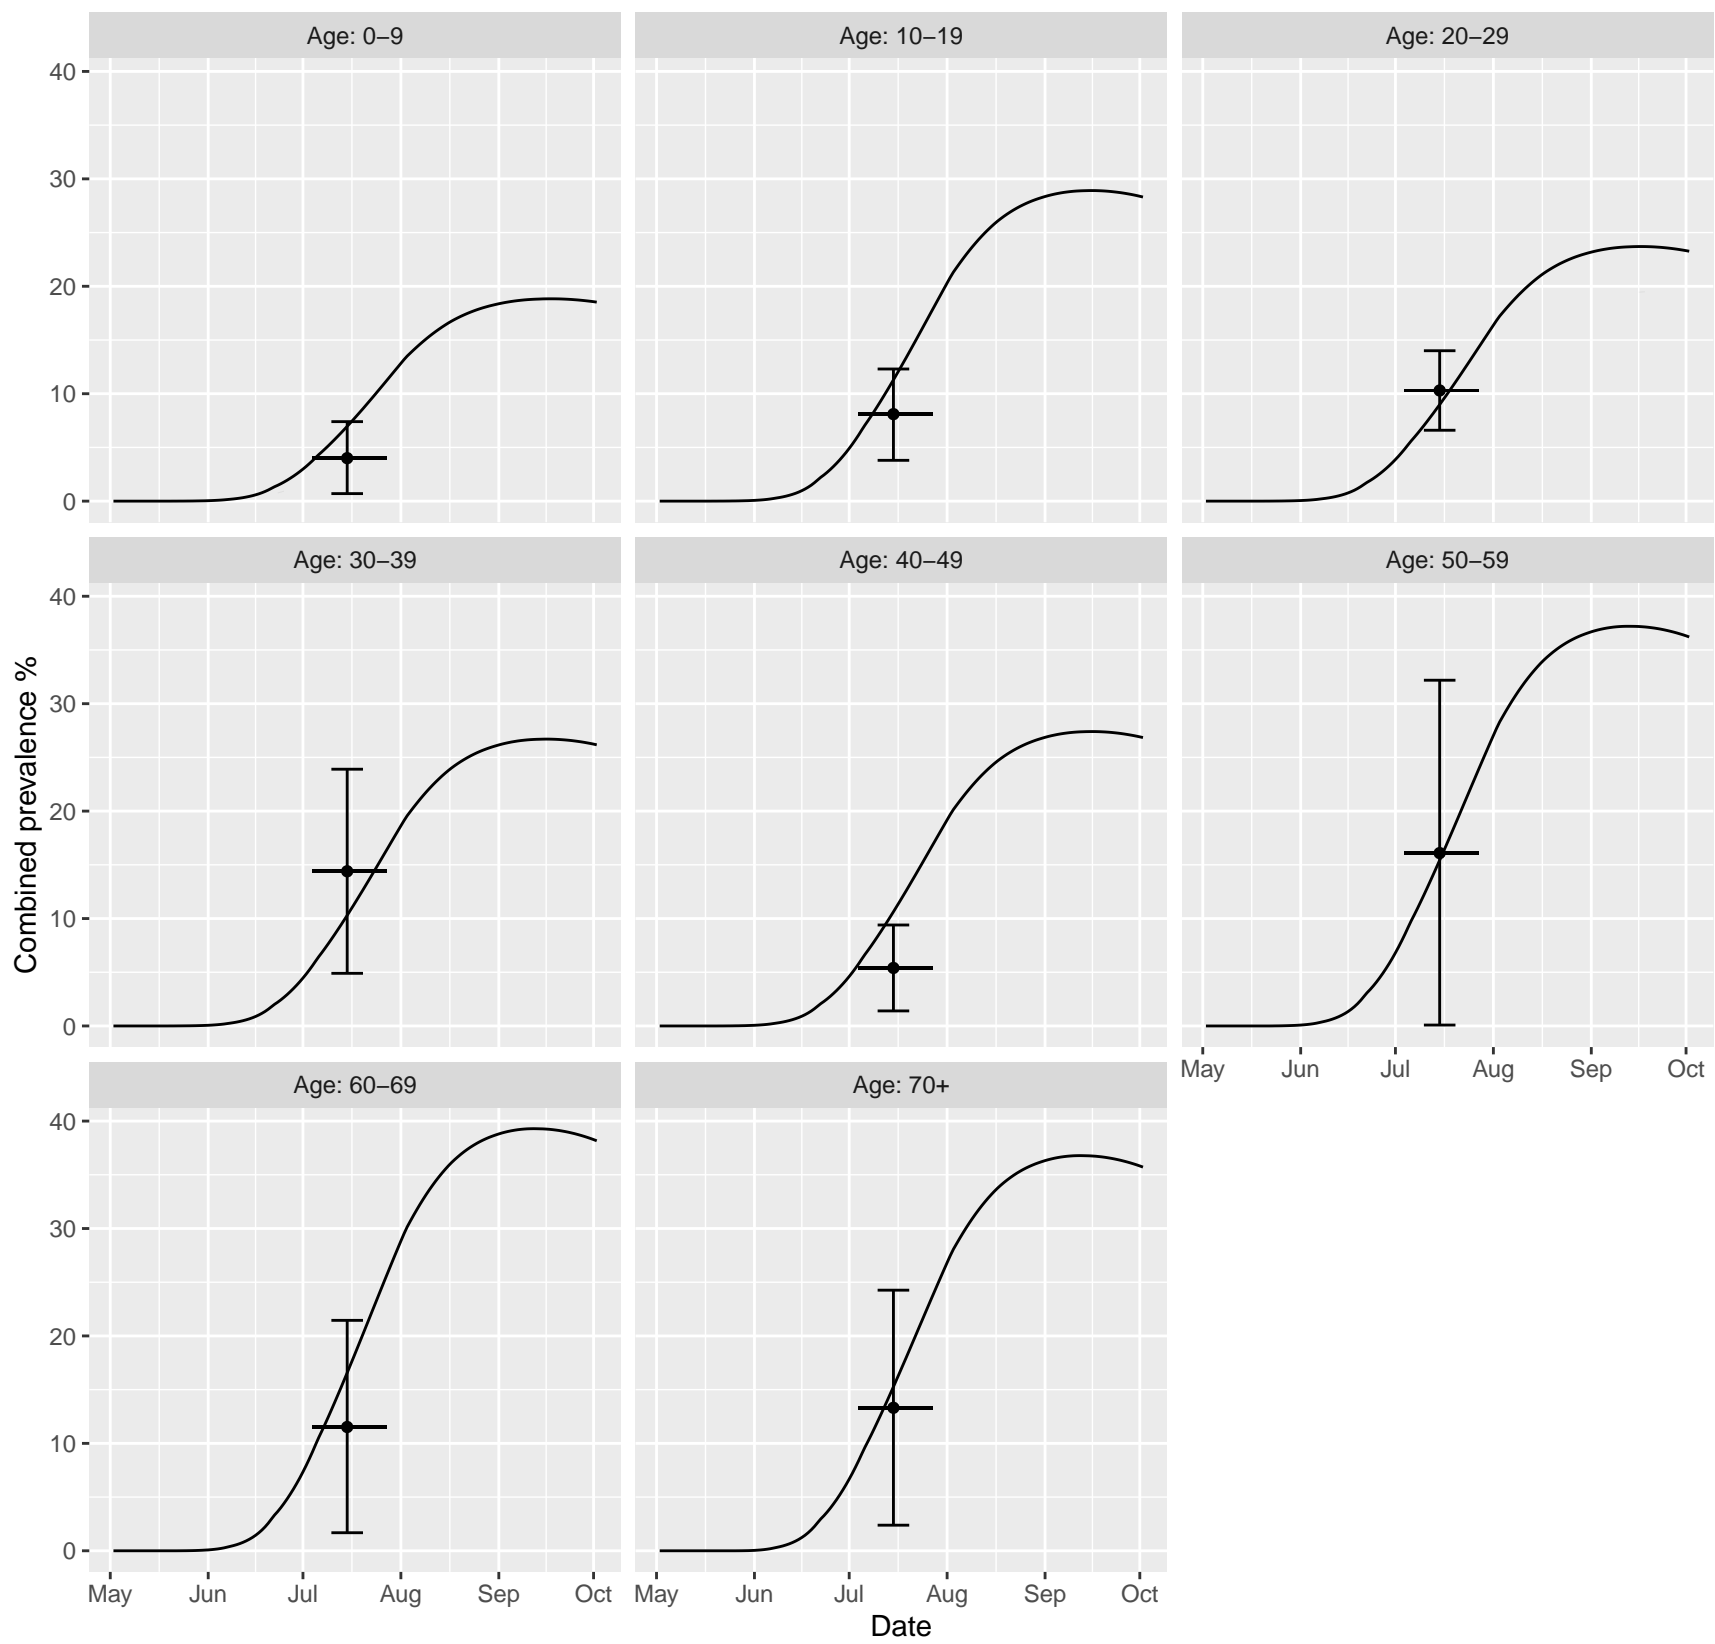 Age: 0–9
Age: 10–19
Age: 20–29
40
30
20
10
0
Age: 30–39
Age: 40–49
Age: 50–59
40
30
20
10
0
Combined prevalence %
May Jun Jul Aug Sep Oct
Age: 60–69
Age: 70+
40
30
20
10
0
May Jun Jul Aug Sep Oct
May Jun Jul Aug Sep Oct
Date